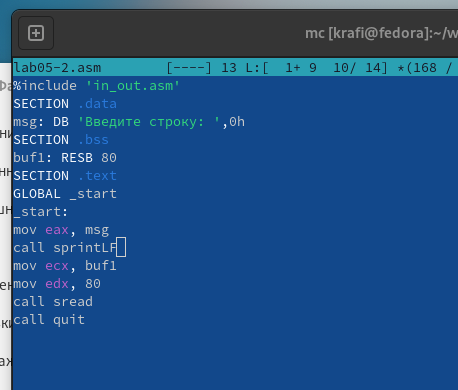 mc [krafi@fedora]:~/w
lab05-2.asm [----] 13 L:[ 1+ 9 10/ 14] *(168 /
%include 'in_out.asm'
SECTION .data
msg: DB 'Введите строку: ',0h
SECTION .bss
buf1: RESB 80
SECTION .text
GLOBAL _start
_start:
mov eax, msg
call sprintLF
mov ecx, buf1
mov edx, 80
call sread
call quit